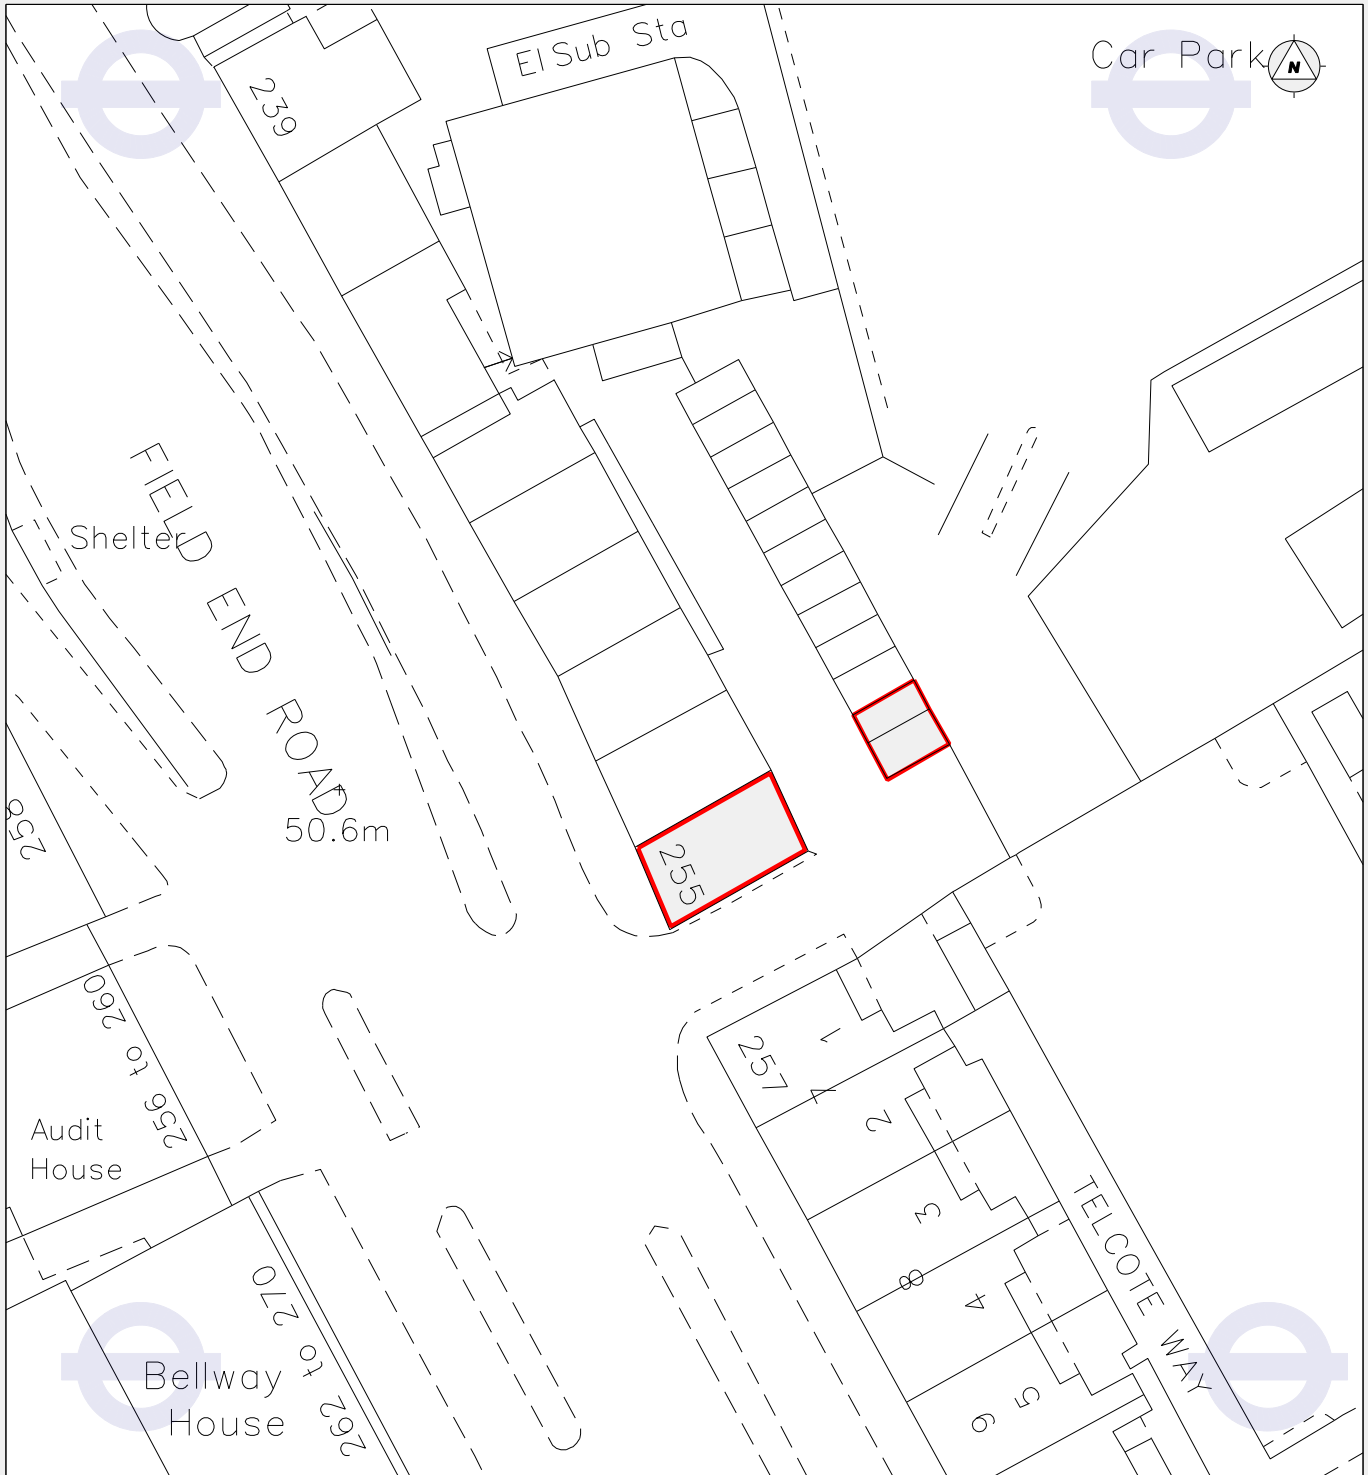 El Sub Sta
Car Park
N
239
FIELD END ROAD
Shelter
50.6m
258
255
256 to 260
257
1
7
2
Audit
House
3
8
4
TELCOTE WAY
262 to 270
Bellway
House
5
9